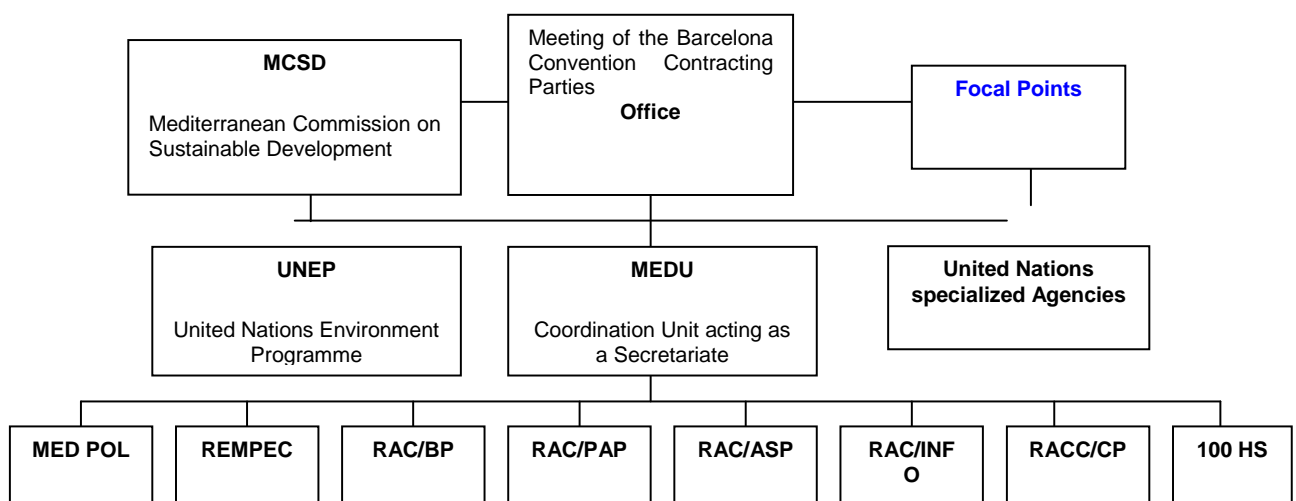 MCSD
Mediterranean Commission on
Sustainable Development
Meeting of the Barcelona
Convention Contracting
Parties
Office
Focal Points
UNEP
United Nations Environment
Programme
MEDU
Coordination Unit acting as
a Secretariate
United Nations
specialized Agencies
MED POL
REMPEC
RAC/BP
RAC/PAP
RAC/ASP
RAC/INF
O
RACC/CP
100 HS